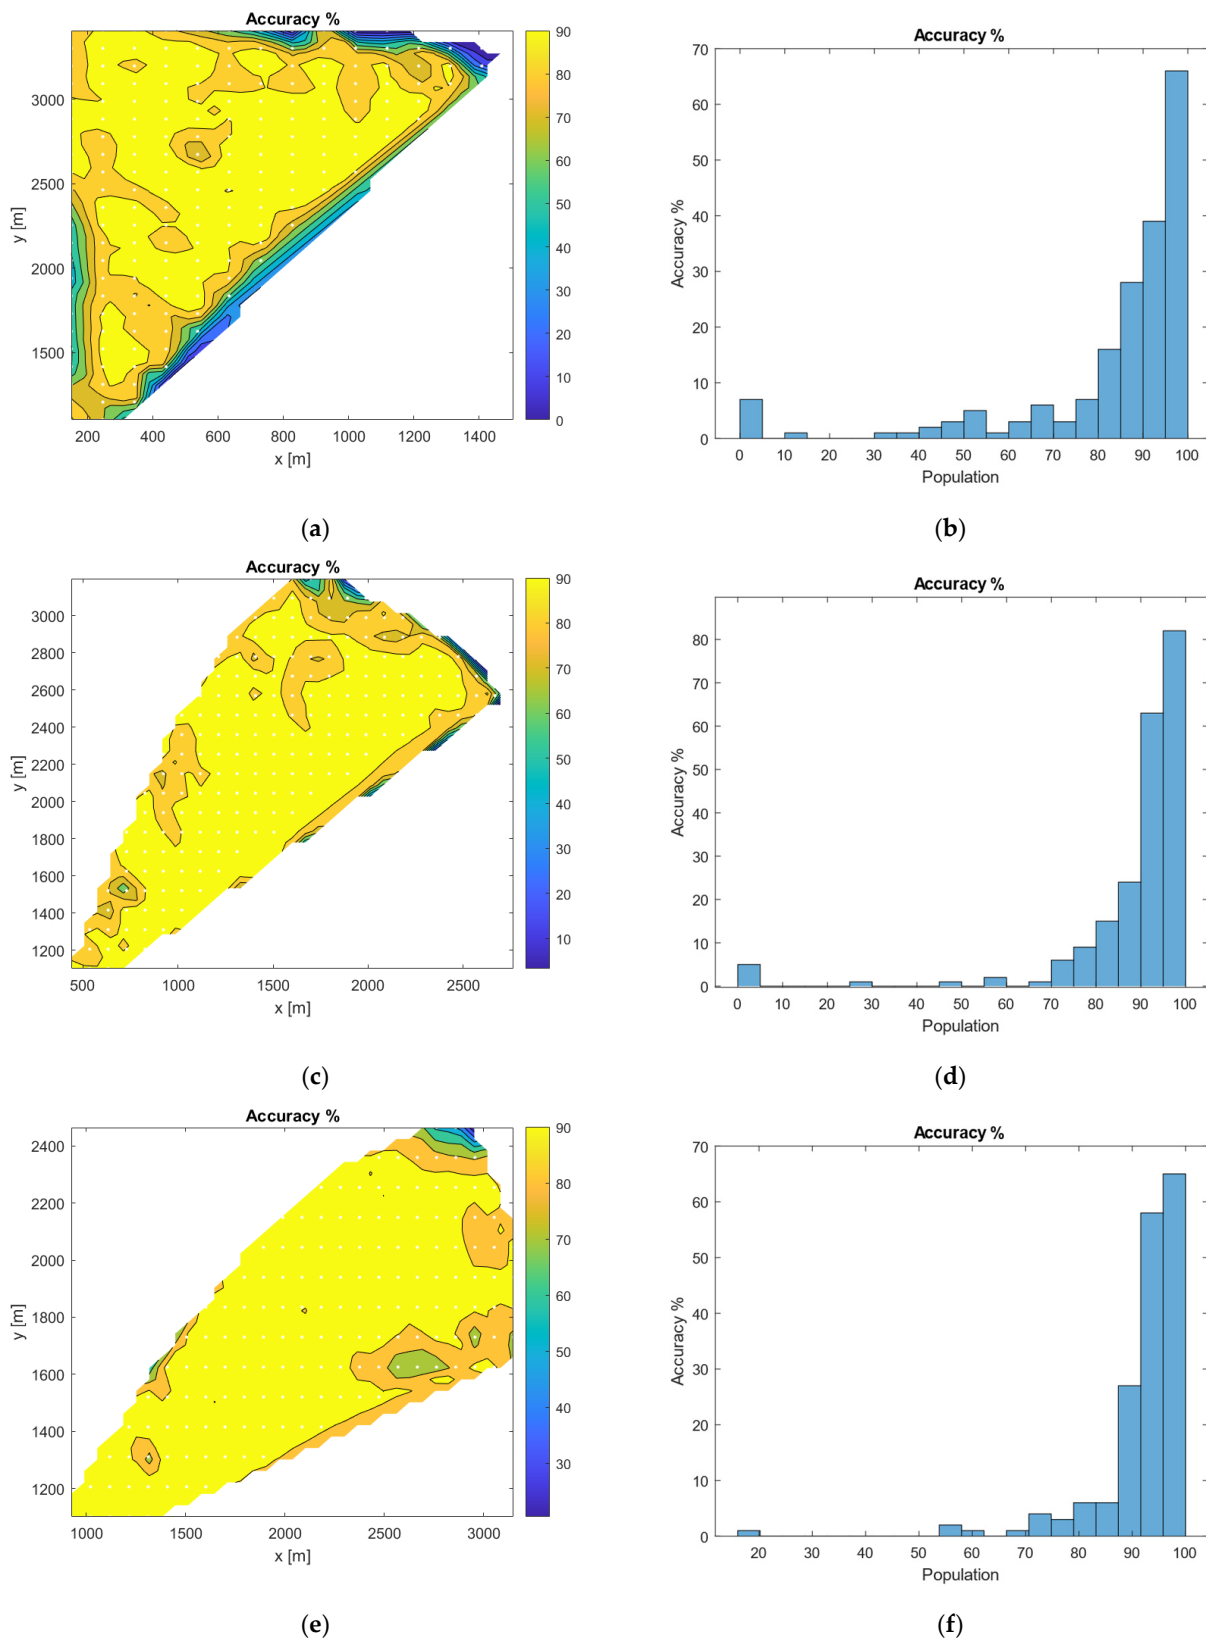 Accuracy %
3000
2500
2000
1500
y [m]
200 400 600 800 1000 1200 1400
x [m]
90
80
70
60
50
40
30
20
10
0
(a)
Accuracy %
70
60
50
40
30
20
10
0
Accuracy %
0 10 20 30 40 50 60 70 80 90 100
Population
(b)
Accuracy %
3000
2800
2600
2400
2200
2000
1800
1600
1400
1200
y [m]
500 1000 1500 2000 2500
x [m]
90
80
70
60
50
40
30
20
10
(c)
Accuracy %
80
70
60
50
40
30
20
10
0
Accuracy %
0 10 20 30 40 50 60 70 80 90 100
Population
(d)
Accuracy %
2400
2200
2000
1800
1600
1400
1200
y [m]
1000 1500 2000 2500 3000
x [m]
90
80
70
60
50
40
30
(e)
Accuracy %
70
60
50
40
30
20
10
0
Accuracy %
20 30 40 50 60 70 80 90 100
Population
(f)